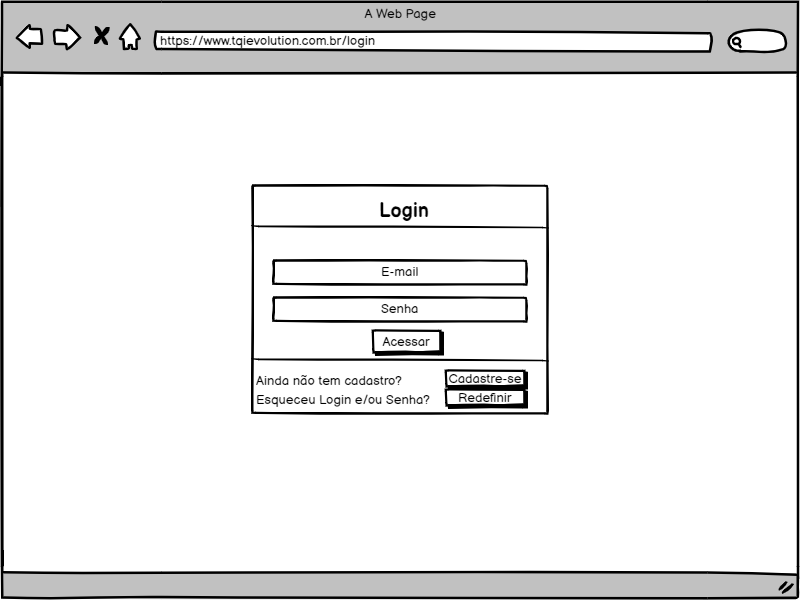 A Web Page
https://www.tqievolution.com.br/login
Login
E-mail
Senha
Acessar
Ainda não tem cadastro? Cadastre-se
Esqueceu Login e/ou Senha? Redefinir